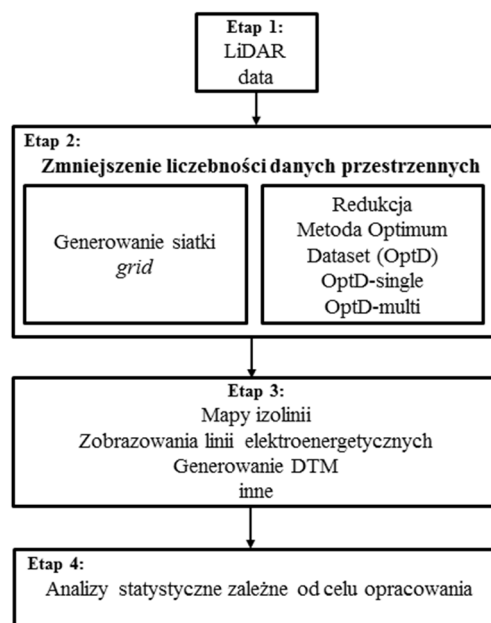 Etap 1:
LiDAR
data
Etap 2:
Zmniejszenie liczebności danych przestrzennych
Generowanie siatki
grid
Redukcja
Metoda Optimum
Dataset (OptD)
OptD-single
OptD-multi
Etap 3:
Mapy izolinii
Zobrazowania linii elektroenergetycznych
Generowanie DTM
inne
Etap 4:
Analizy statystyczne zależne od celu opracowania